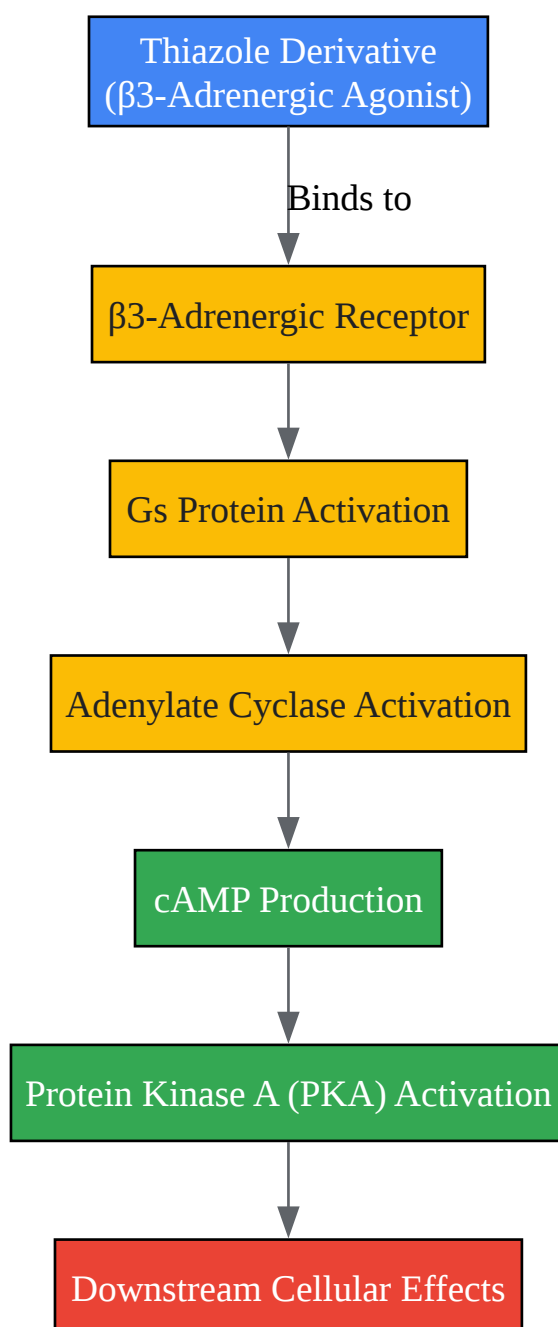 Thiazole Derivative
(β3-Adrenergic Agonist)
Binds to
β3-Adrenergic Receptor
Gs Protein Activation
Adenylate Cyclase Activation
cAMP Production
Protein Kinase A (PKA) Activation
Downstream Cellular Effects